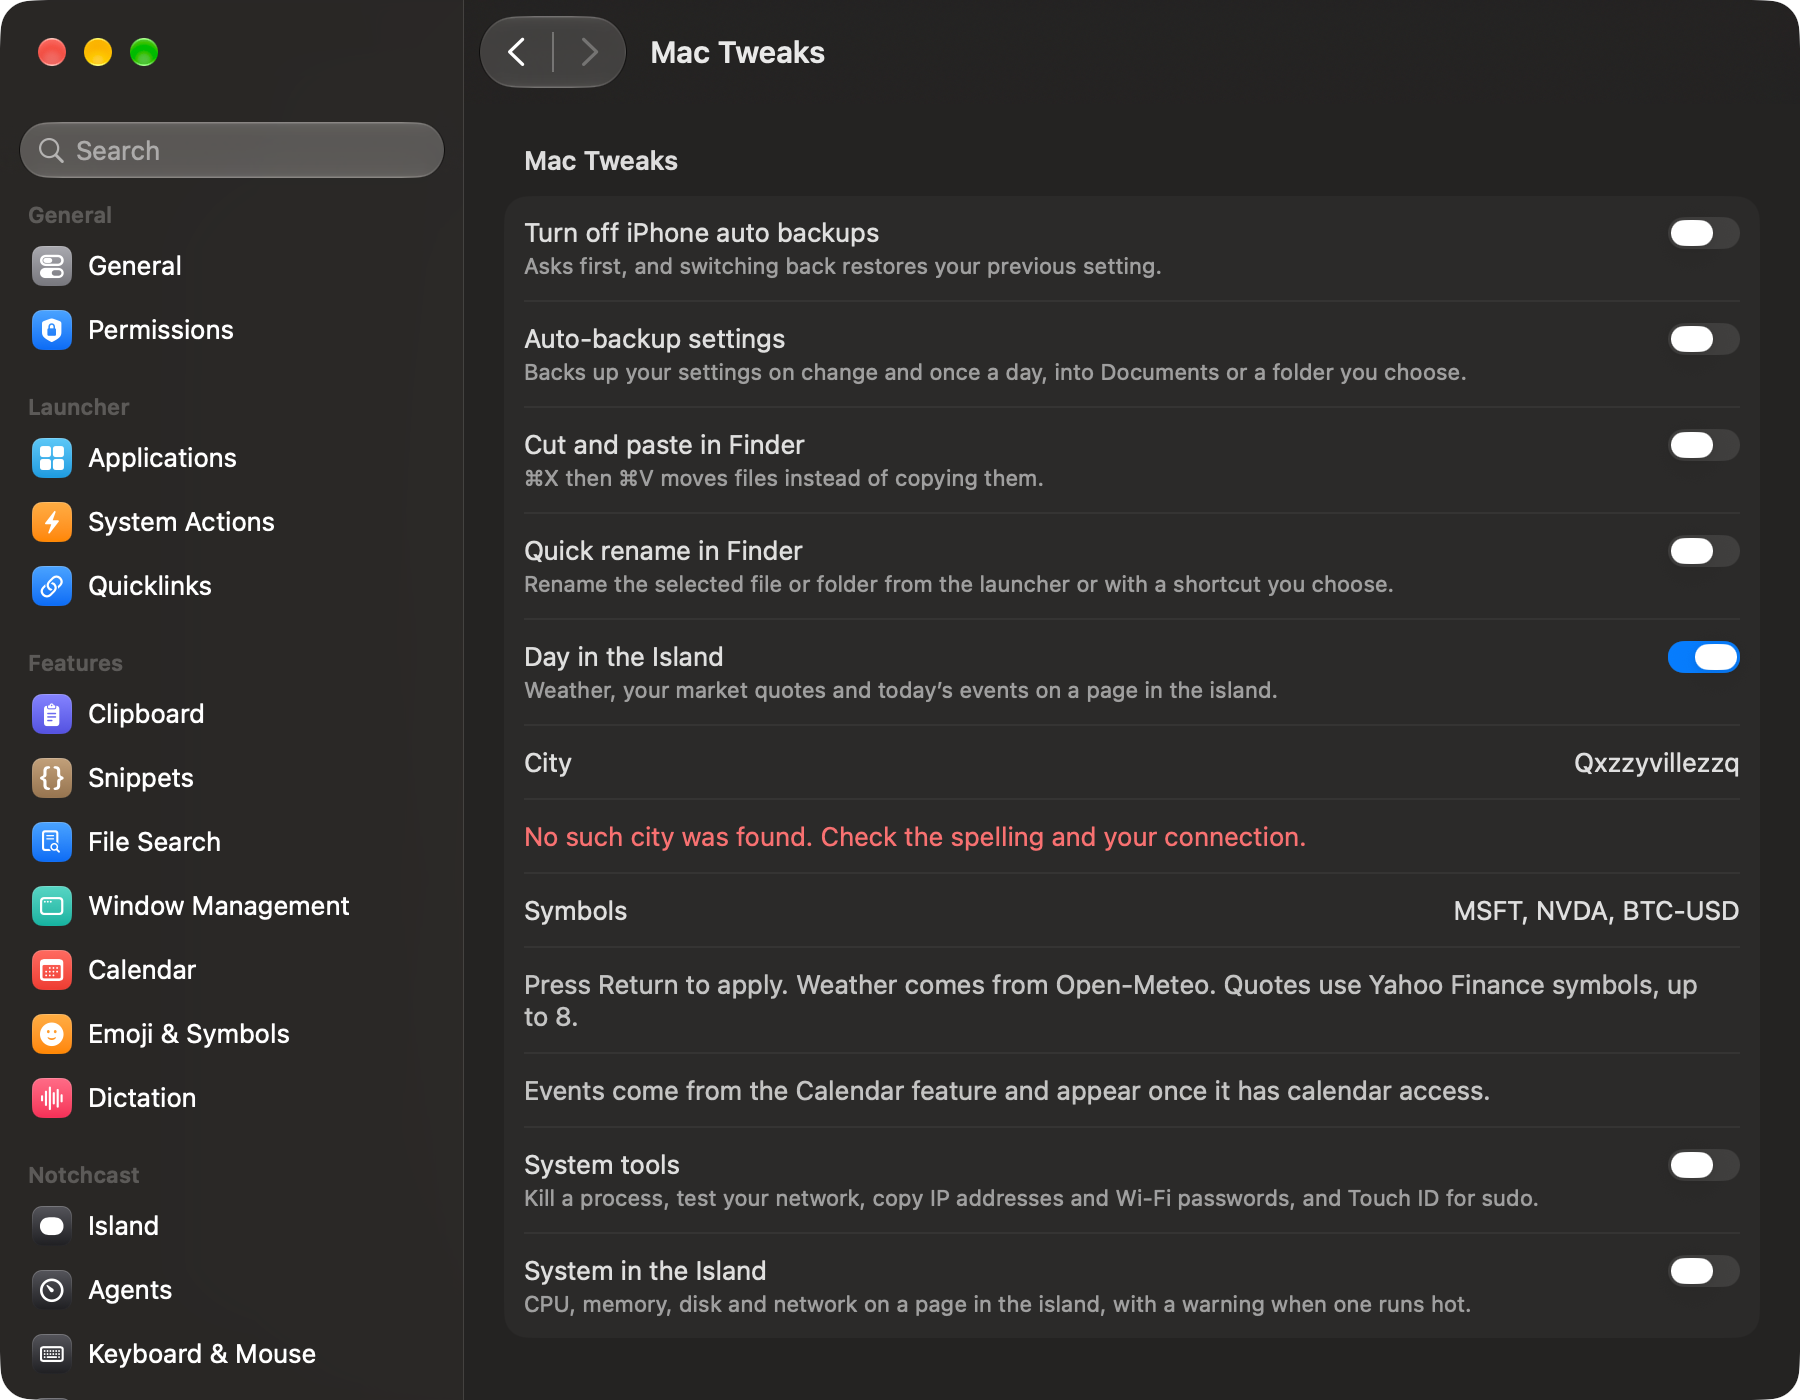 Mac Tweaks
Search
General
General
Permissions
Launcher
Applications
System Actions
Quicklinks
Features
Clipboard
Snippets
File Search
Window Management
Calendar
Emoji & Symbols
Dictation
Notchcast
Island
Agents
Keyboard & Mouse
Mac Tweaks
Turn off iPhone auto backups
Asks first, and switching back restores your previous setting.
Auto-backup settings
Backs up your settings on change and once a day, into Documents or a folder you choose.
Cut and paste in Finder
⌘X then ⌘V moves files instead of copying them.
Quick rename in Finder
Rename the selected file or folder from the launcher or with a shortcut you choose.
Day in the Island
Weather, your market quotes and today’s events on a page in the island.
City
Qxzzyvillezzq
No such city was found. Check the spelling and your connection.
Symbols
MSFT, NVDA, BTC-USD
Press Return to apply. Weather comes from Open-Meteo. Quotes use Yahoo Finance symbols, up
to 8.
Events come from the Calendar feature and appear once it has calendar access.
System tools
Kill a process, test your network, copy IP addresses and Wi-Fi passwords, and Touch ID for sudo.
System in the Island
CPU, memory, disk and network on a page in the island, with a warning when one runs hot.